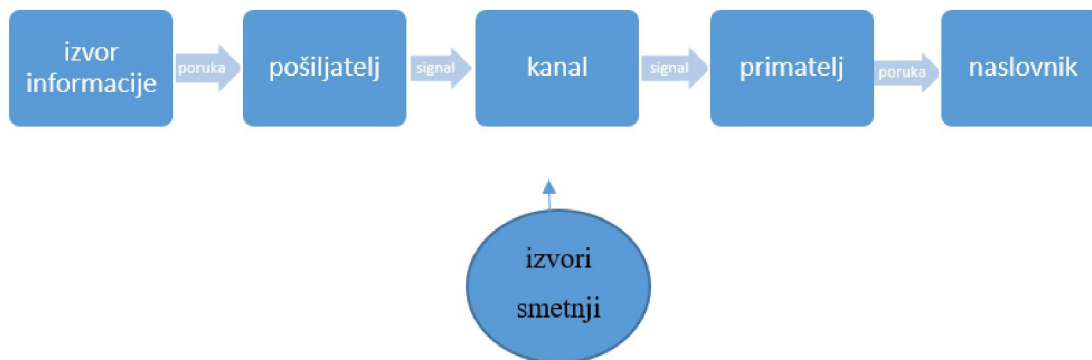 izvor
informacije
poruka
pošiljatelj
signal
kanal
signal
primatelj
poruka
naslovnik
izvori
smetnji